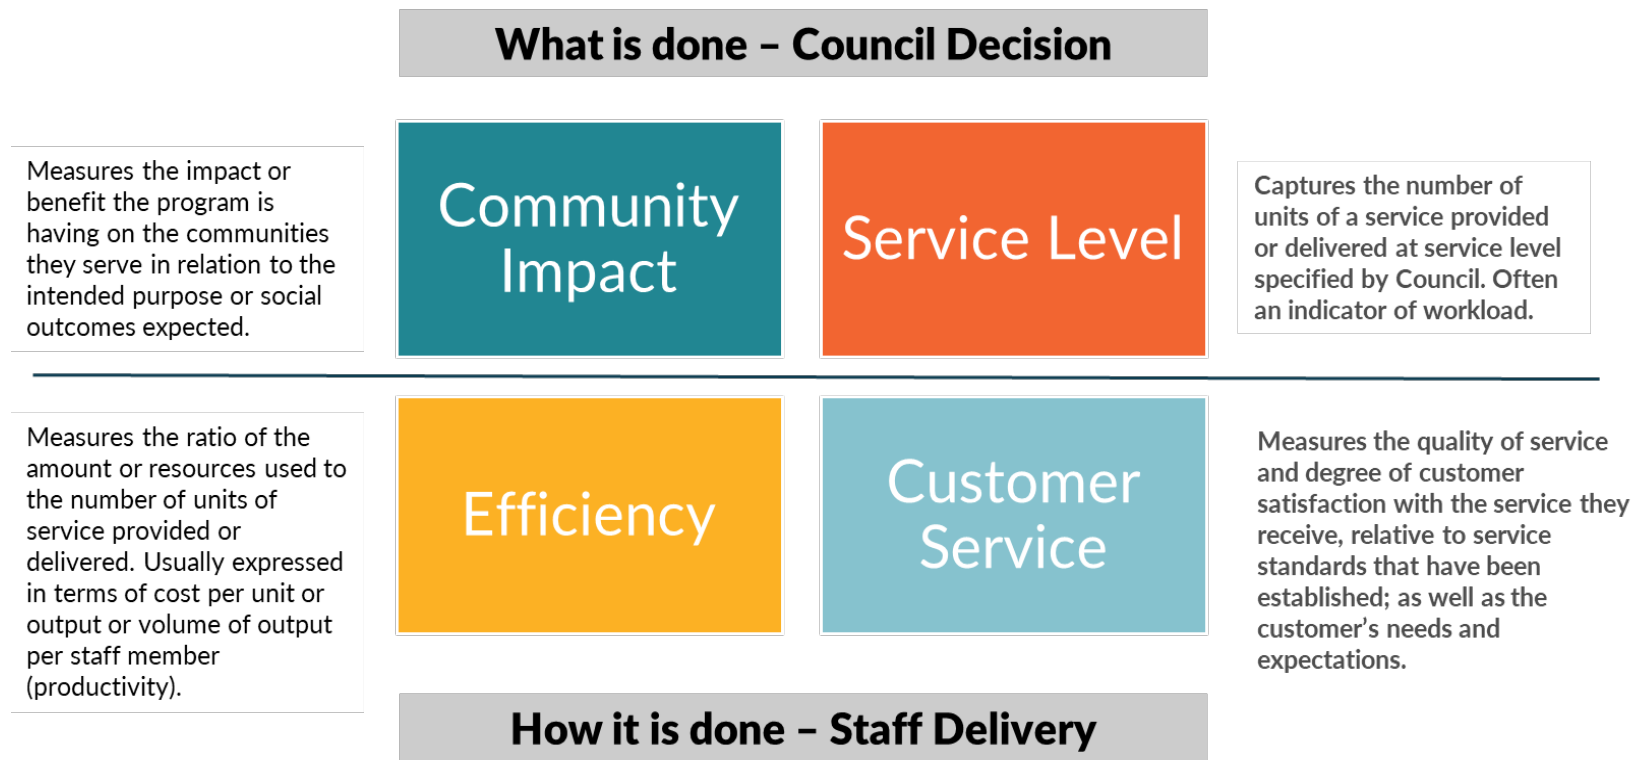 What is done – Council Decision
Measures the impact or
benefit the program is
having on the communities
they serve in relation to the
intended purpose or social
outcomes expected.
Community
Impact
Service Level
Captures the number of
units of a service provided
or delivered at service level
specified by Council. Often
an indicator of workload.
Measures the ratio of the
amount or resources used to
the number of units of
service provided or
delivered. Usually expressed
in terms of cost per unit or
output or volume of output
per staff member
(productivity).
Efficiency
Customer
Service
Measures the quality of service
and degree of customer
satisfaction with the service they
receive, relative to service
standards that have been
established; as well as the
customer’s needs and
expectations.
How it is done – Staff Delivery